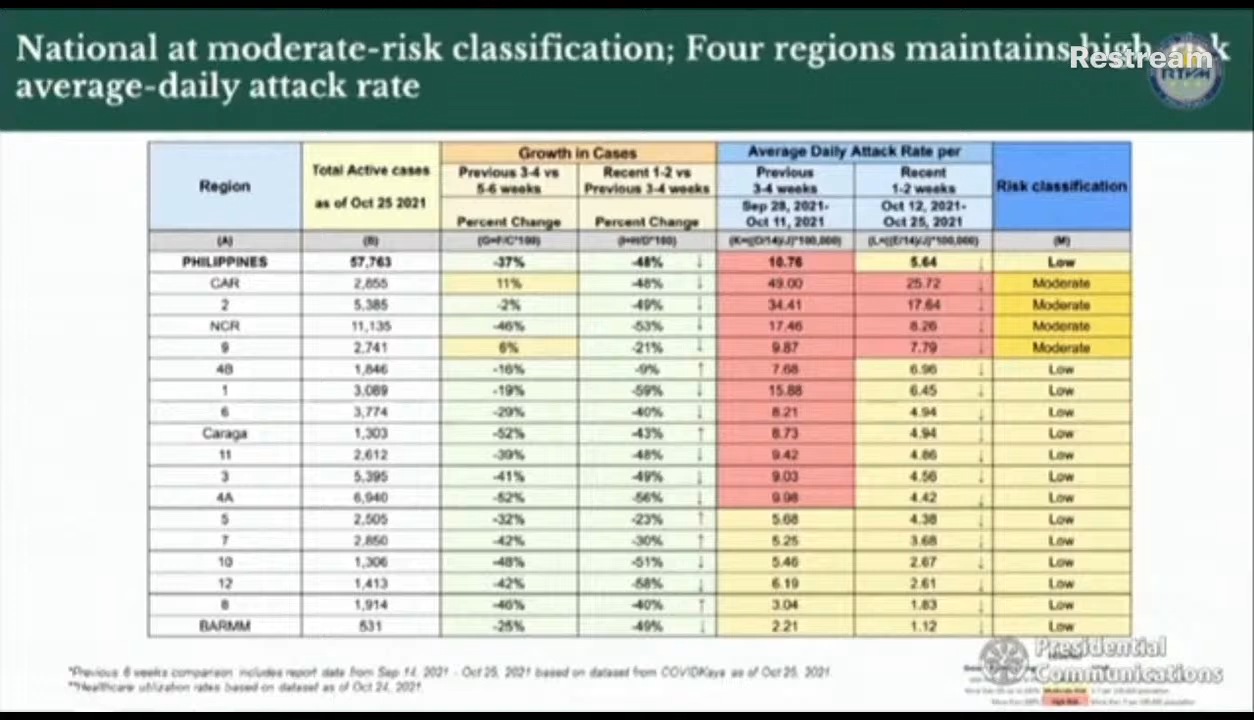 National at moderate-risk classification; Four regions maintains high-risk
average-daily attack rate
Restream
RTVM
Growth in Cases Average Daily Attack Rate per
Region Total Active cases as of Oct 25 2021 Previous 3-4 vs 5-6 weeks Recent 1-2 vs Previous 3-4 weeks Previous 3-4 weeks Recent 1-2 weeks Risk classification
Percent Change Percent Change Sep 28, 2021- Oct 11, 2021 Oct 12, 2021- Oct 25, 2021
(A) (B) (G=F/C*100) (I=H/D*100) (K=((D/14)/J)*100,000) (L=((E/14)/J)*100,000) (M)
PHILIPPINES 57,763 -37% -48% ↓ 10.76 5.64 ↓ Low
CAR 2,855 11% -48% ↓ 49.00 25.72 ↓ Moderate
2 5,385 -2% -49% ↓ 34.41 17.64 ↓ Moderate
NCR 11,135 -46% -53% ↓ 17.46 8.26 ↓ Moderate
9 2,741 6% -21% ↓ 9.87 7.79 ↓ Moderate
4B 1,846 -16% -9% ↑ 7.68 6.96 ↓ Low
1 3,089 -19% -59% ↓ 15.88 6.45 ↓ Low
6 3,774 -29% -40% ↓ 8.21 4.94 ↓ Low
Caraga 1,303 -52% -43% ↑ 8.73 4.94 ↓ Low
11 2,612 -39% -48% ↓ 9.42 4.86 ↓ Low
3 5,395 -41% -49% ↓ 9.03 4.56 ↓ Low
4A 6,940 -52% -56% ↓ 9.98 4.42 ↓ Low
5 2,505 -32% -23% ↑ 5.68 4.38 ↓ Low
7 2,850 -42% -30% ↑ 5.25 3.68 ↓ Low
10 1,306 -48% -51% ↓ 5.46 2.67 ↓ Low
12 1,413 -42% -58% ↓ 6.19 2.61 ↓ Low
8 1,914 -46% -40% ↑ 3.04 1.83 ↓ Low
BARMM 531 -25% -49% ↓ 2.21 1.12 ↓ Low
*Previous 6 weeks comparison includes report data from Sep 14, 2021 - Oct 25, 2021 based on dataset from COVIDKaya as of Oct 25, 2021
**Healthcare utilization rates based on dataset as of Oct 24, 2021.
Presidential
Communications
Moderate Risk
High Risk